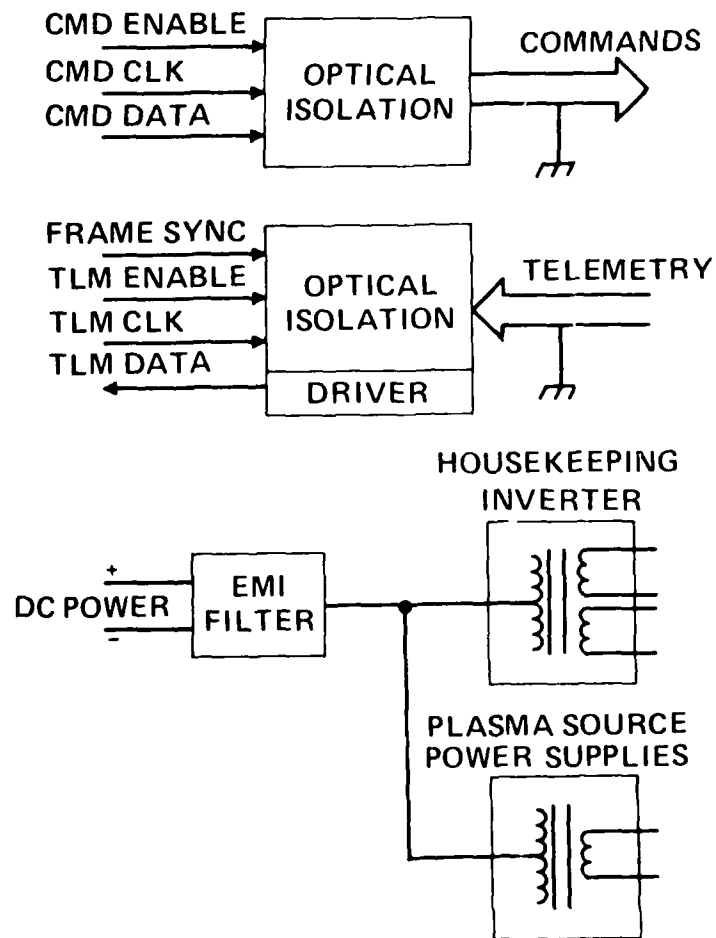 CMD ENABLE
CMD CLK
CMD DATA
OPTICAL
ISOLATION
COMMANDS
FRAME SYNC
TLM ENABLE
TLM CLK
TLM DATA
OPTICAL
ISOLATION
DRIVER
TELEMETRY
HOUSEKEEPING
INVERTER
+
DC POWER
-
EMI
FILTER
PLASMA SOURCE
POWER SUPPLIES